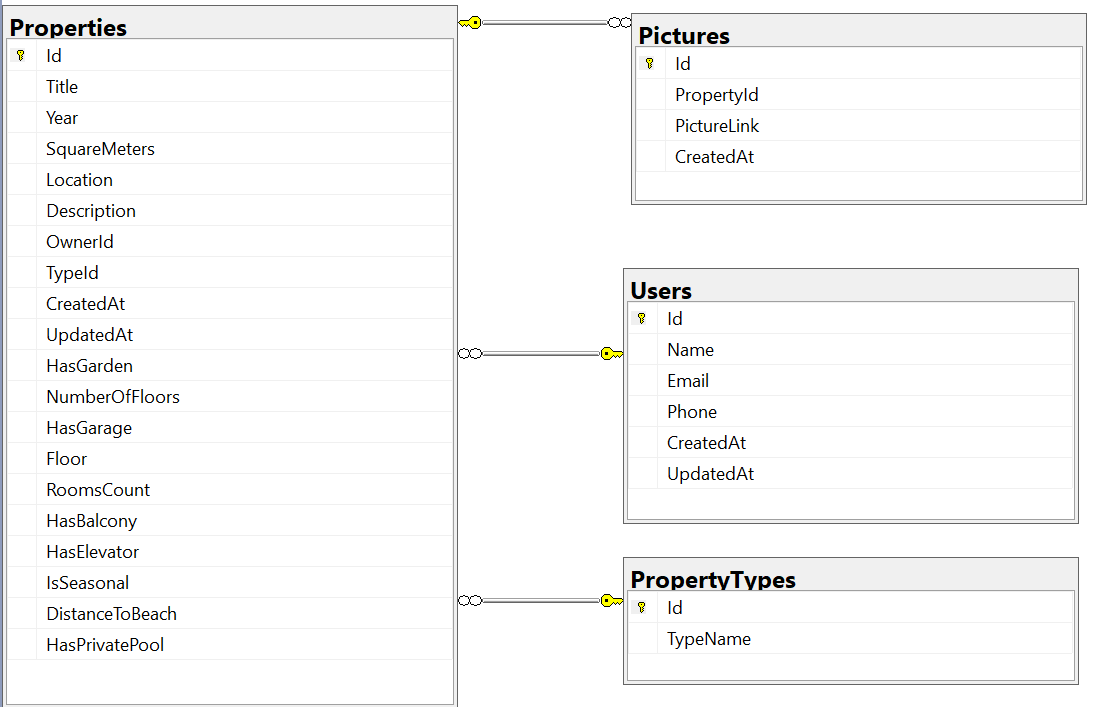 Properties
Id
Title
Year
SquareMeters
Location
Description
OwnerId
TypeId
CreatedAt
UpdatedAt
HasGarden
NumberOfFloors
HasGarage
Floor
RoomsCount
HasBalcony
HasElevator
IsSeasonal
DistanceToBeach
HasPrivatePool
Pictures
Id
PropertyId
PictureLink
CreatedAt
Users
Id
Name
Email
Phone
CreatedAt
UpdatedAt
PropertyTypes
Id
TypeName